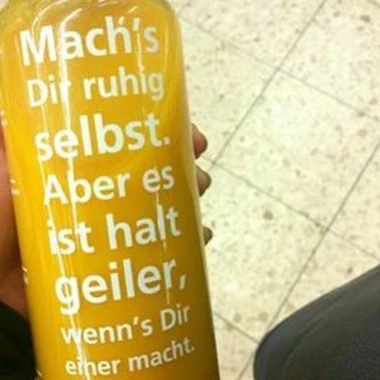 Mach's
Dir ruhig
selbst.
Aber es
ist halt
geiler,
wenn's Dir
einer macht.